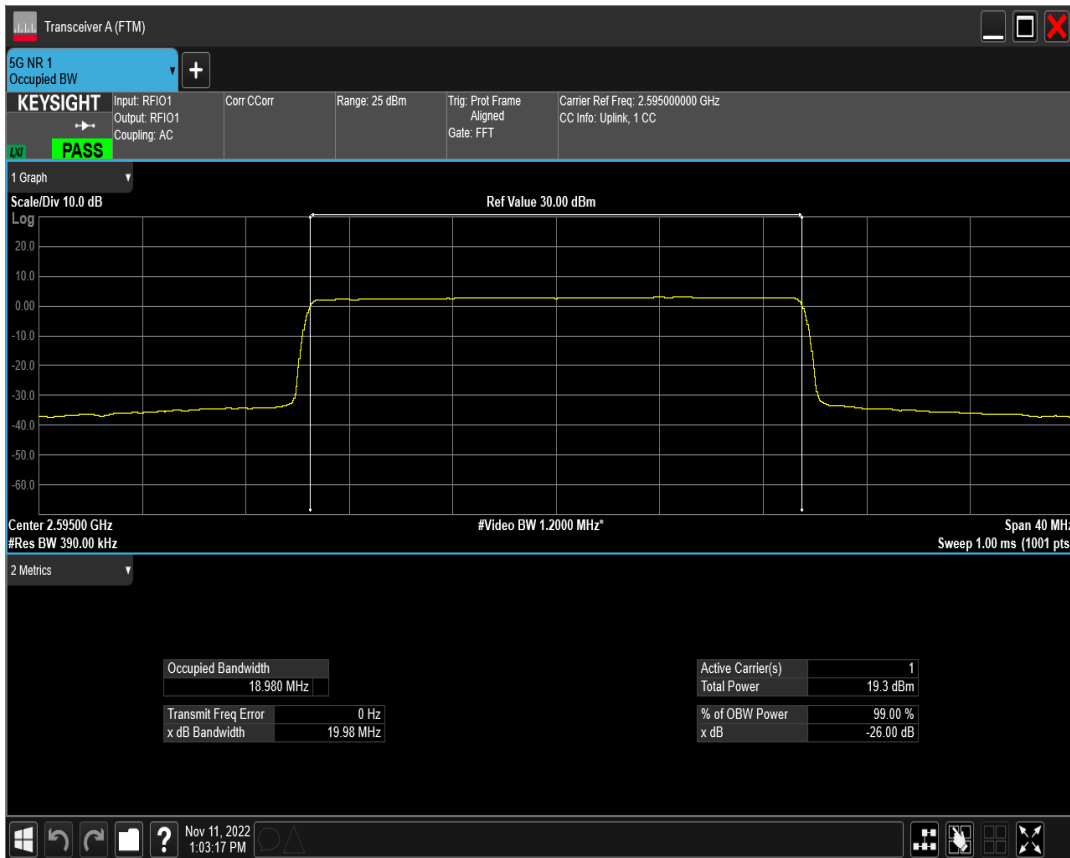 Transceiver A (FTM)
5G NR 1
Occupied BW
+
KEYSIGHT
LXI
PASS
Input: RFIO1
Output: RFIO1
Coupling: AC
Corr CCorr
Range: 25 dBm
Trig: Prot Frame
Aligned
Gate: FFT
Carrier Ref Freq: 2.595000000 GHz
CC Info: Uplink, 1 CC
1 Graph
Scale/Div 10.0 dB
Ref Value 30.00 dBm
Log
20.0
10.0
0.00
-10.0
-20.0
-30.0
-40.0
-50.0
-60.0
Center 2.59500 GHz
#Video BW 1.2000 MHz*
Span 40 MHz
#Res BW 390.00 kHz
Sweep 1.00 ms (1001 pts
2 Metrics
Occupied Bandwidth
18.980 MHz
Transmit Freq Error 0 Hz
x dB Bandwidth 19.98 MHz
Active Carrier(s) 1
Total Power 19.3 dBm
% of OBW Power 99.00 %
x dB -26.00 dB
?
Nov 11, 2022
1:03:17 PM